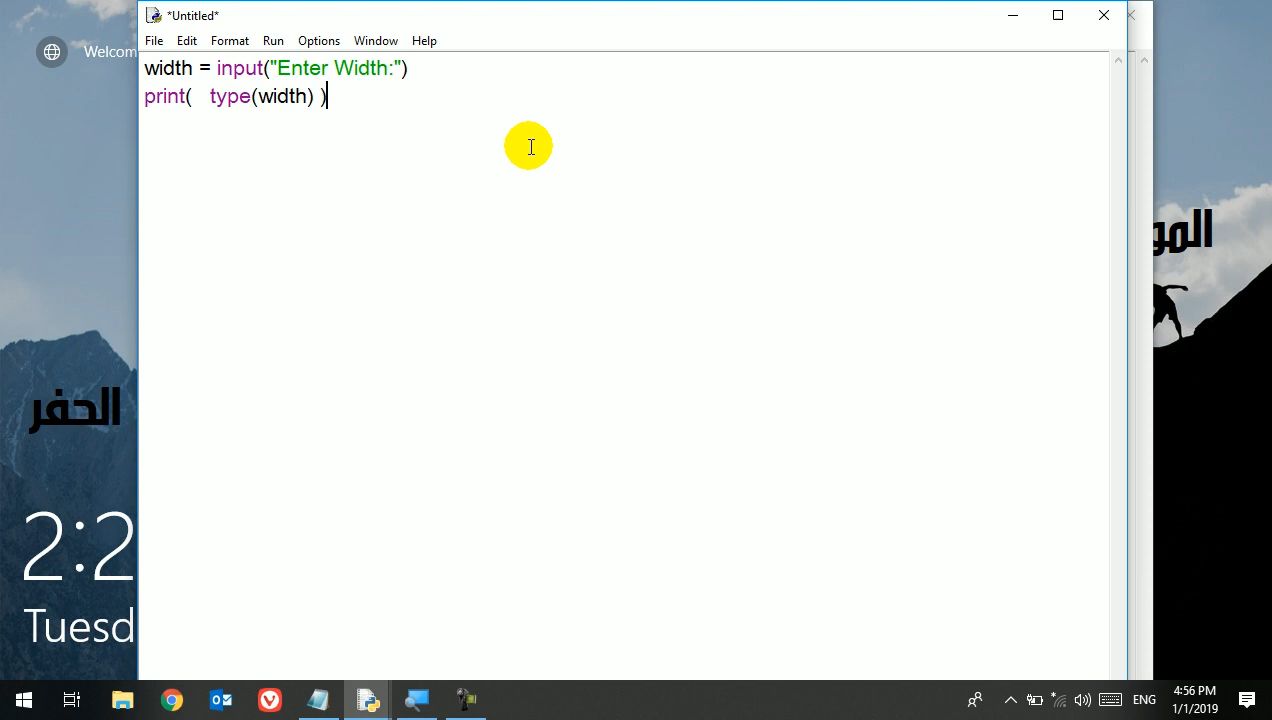 *Untitled*
File Edit Format Run Options Window Help
width = input("Enter Width:")
print(   type(width) )
Welcom
الحفر
2:2
Tuesd
ENG
4:56 PM
1/1/2019